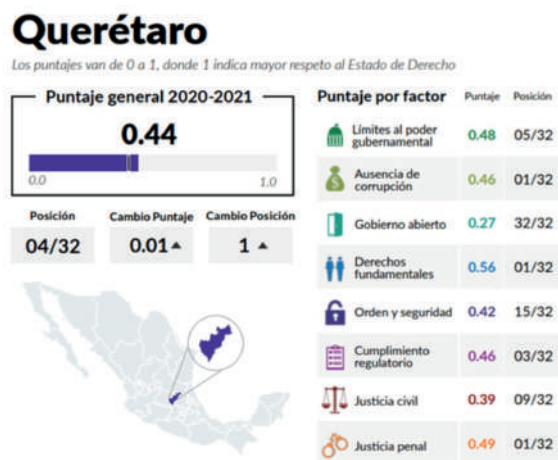 Querétaro
Los puntajes van de 0 a 1, donde 1 indica mayor respeto al Estado de Derecho
Puntaje general 2020-2021
0.44
0.0 1.0
Posición Cambio Puntaje Cambio Posición
04/32 0.01 ▲ 1 ▲
Puntaje por factor Puntaje Posición
Límites al poder
gubernamental 0.48 05/32
Ausencia de
corrupción 0.46 01/32
Gobierno abierto 0.27 32/32
Derechos
fundamentales 0.56 01/32
Orden y seguridad 0.42 15/32
Cumplimiento
regulatorio 0.46 03/32
Justicia civil 0.39 09/32
Justicia penal 0.49 01/32